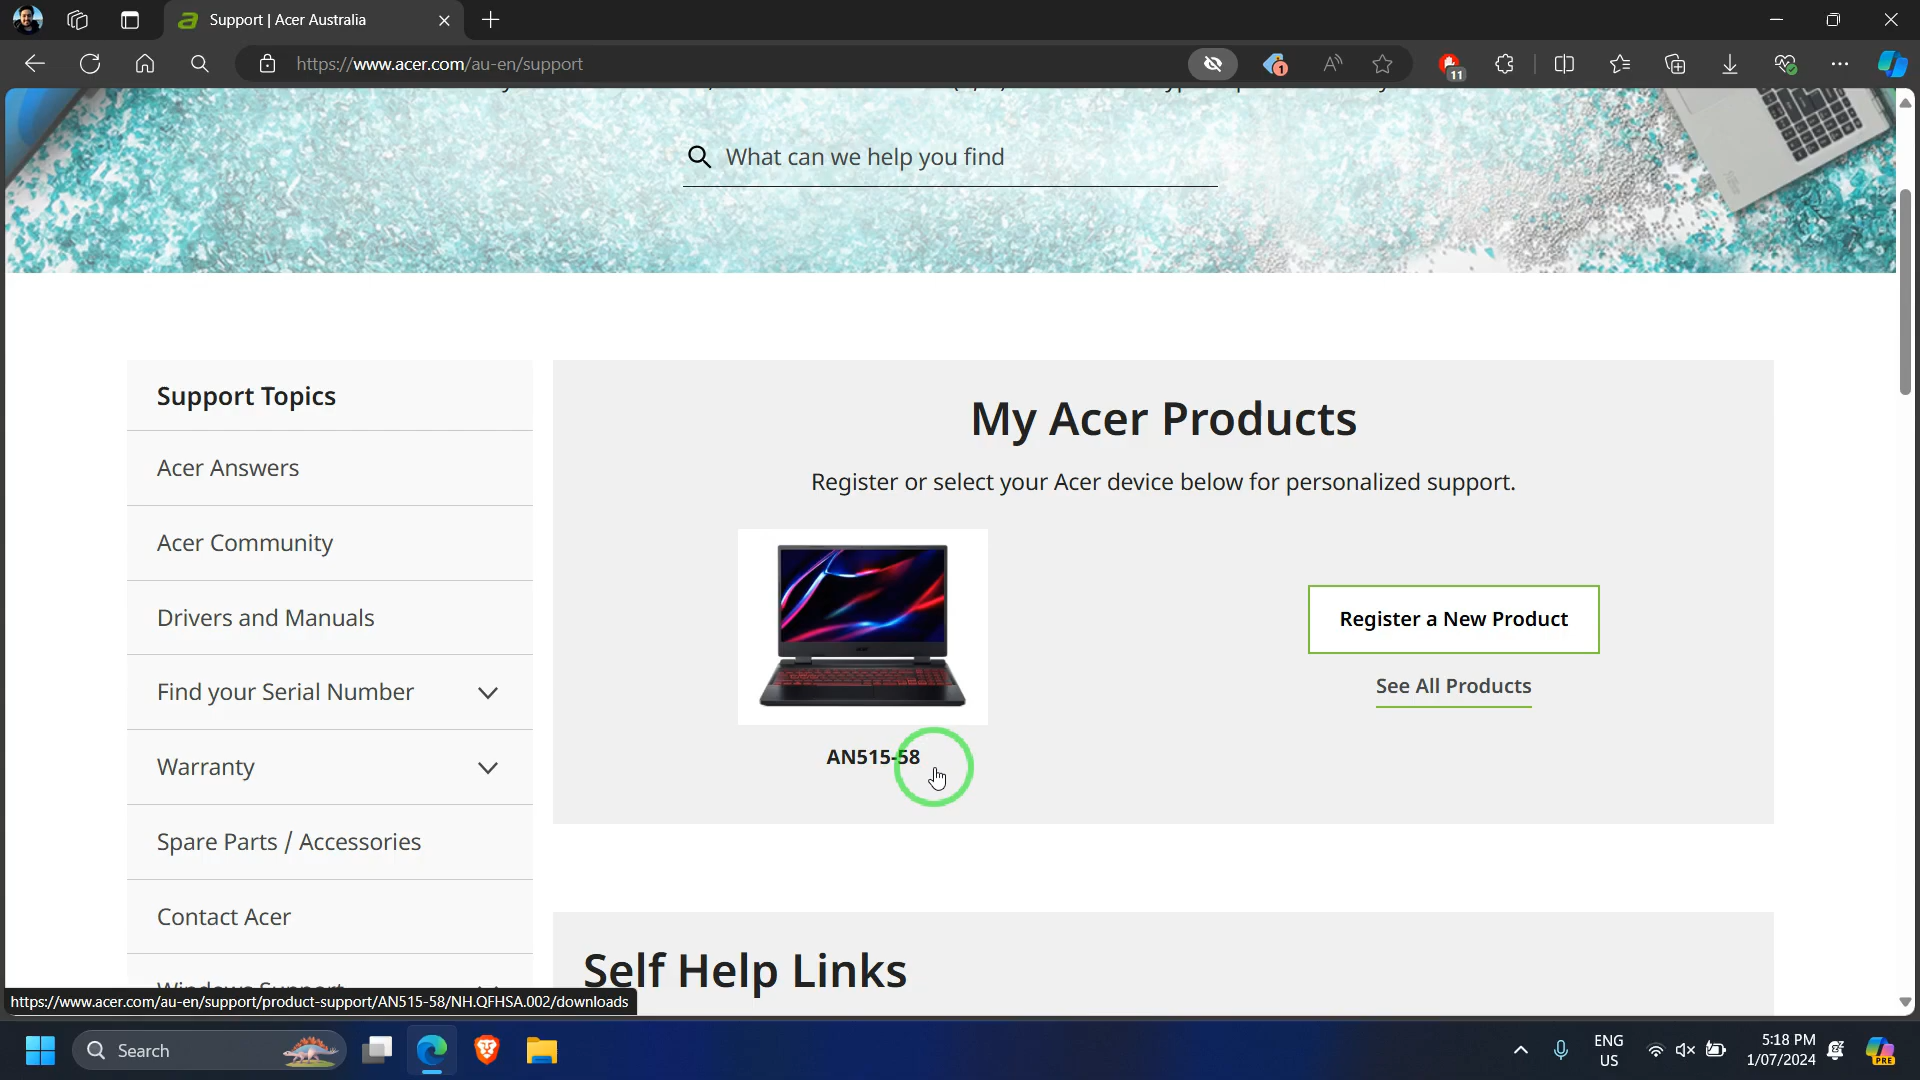 Support | Acer Australia
https://www.acer.com/au-en/support
1
11
What can we help you find
Support Topics
Acer Answers
Acer Community
Drivers and Manuals
Find your Serial Number
Warranty
Spare Parts / Accessories
Contact Acer
My Acer Products
Register or select your Acer device below for personalized support.
AN515-58
Register a New Product
See All Products
Self Help Links
https://www.acer.com/au-en/support/product-support/AN515-58/NH.QFHSA.002/downloads
Search
ENG
US
5:18 PM
1/07/2024
PRE